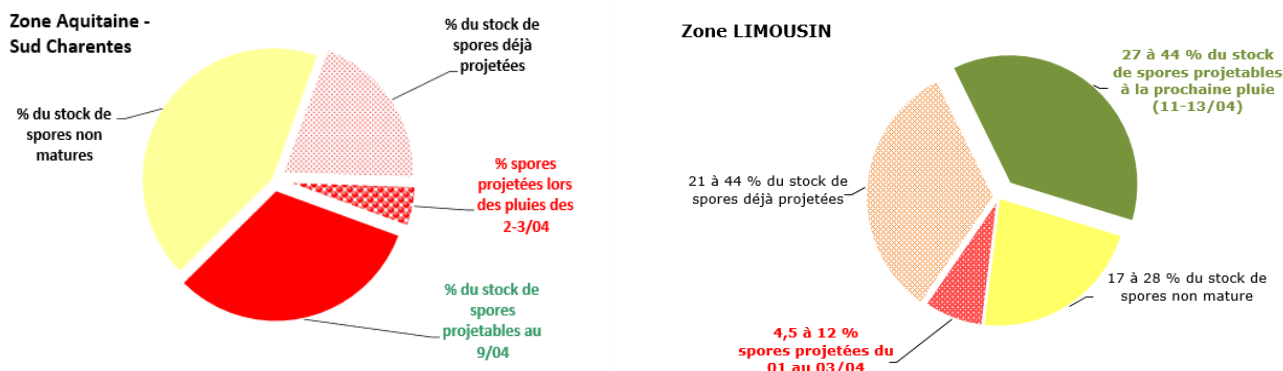 Zone Aquitaine -
Sud Charentes
% du stock de
spores déjà
projetées
% du stock de
spores non
matures
% spores
projetées lors
des pluies des
2-3/04
% du stock de
spores
projetables au
9/04
Zone LIMOUSIN
27 à 44 % du stock
de spores projetables
à la prochaine pluie
(11-13/04)
21 à 44 % du stock de
spores déjà projetées
17 à 28 % du stock de
spores non mature
4,5 à 12 %
spores projetées du
01 au 03/04